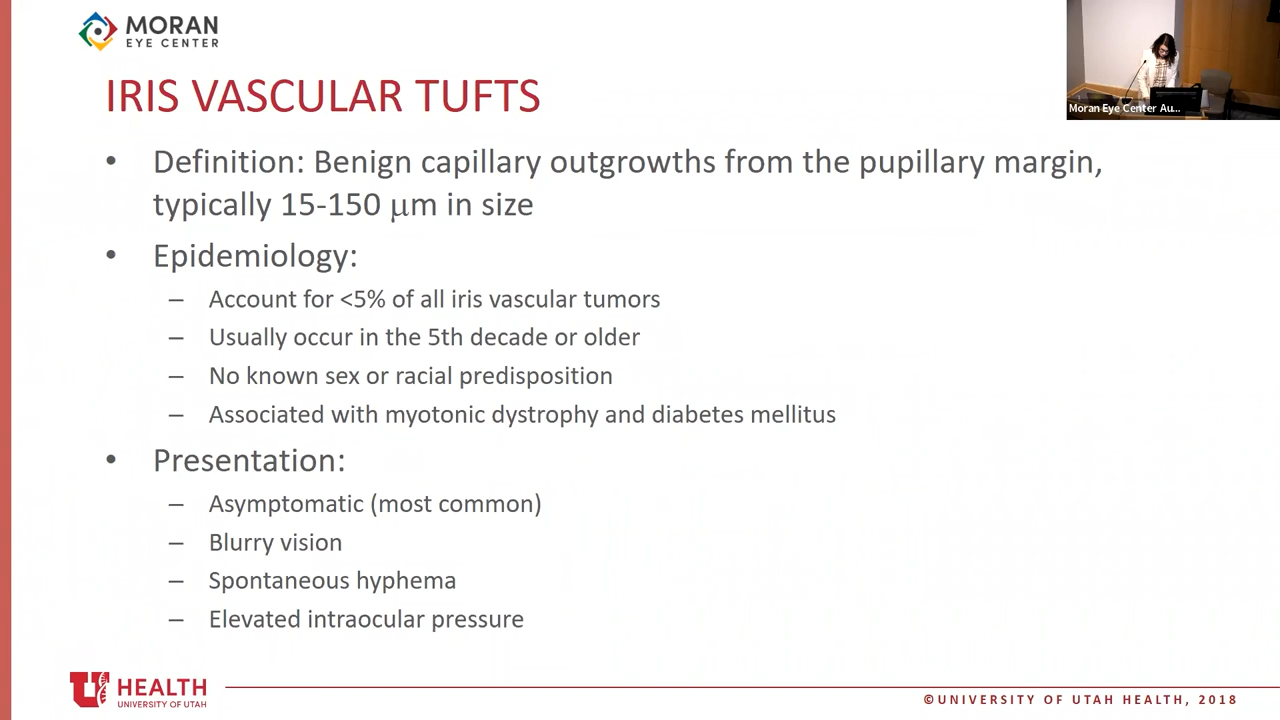 MORAN
EYE CENTER
Moran Eye Center Au...
IRIS VASCULAR TUFTS
• Definition: Benign capillary outgrowths from the pupillary margin,
typically 15-150 μm in size
• Epidemiology:
– Account for <5% of all iris vascular tumors
– Usually occur in the 5th decade or older
– No known sex or racial predisposition
– Associated with myotonic dystrophy and diabetes mellitus
• Presentation:
– Asymptomatic (most common)
– Blurry vision
– Spontaneous hyphema
– Elevated intraocular pressure
U HEALTH
UNIVERSITY OF UTAH
©UNIVERSITY OF UTAH HEALTH, 2018